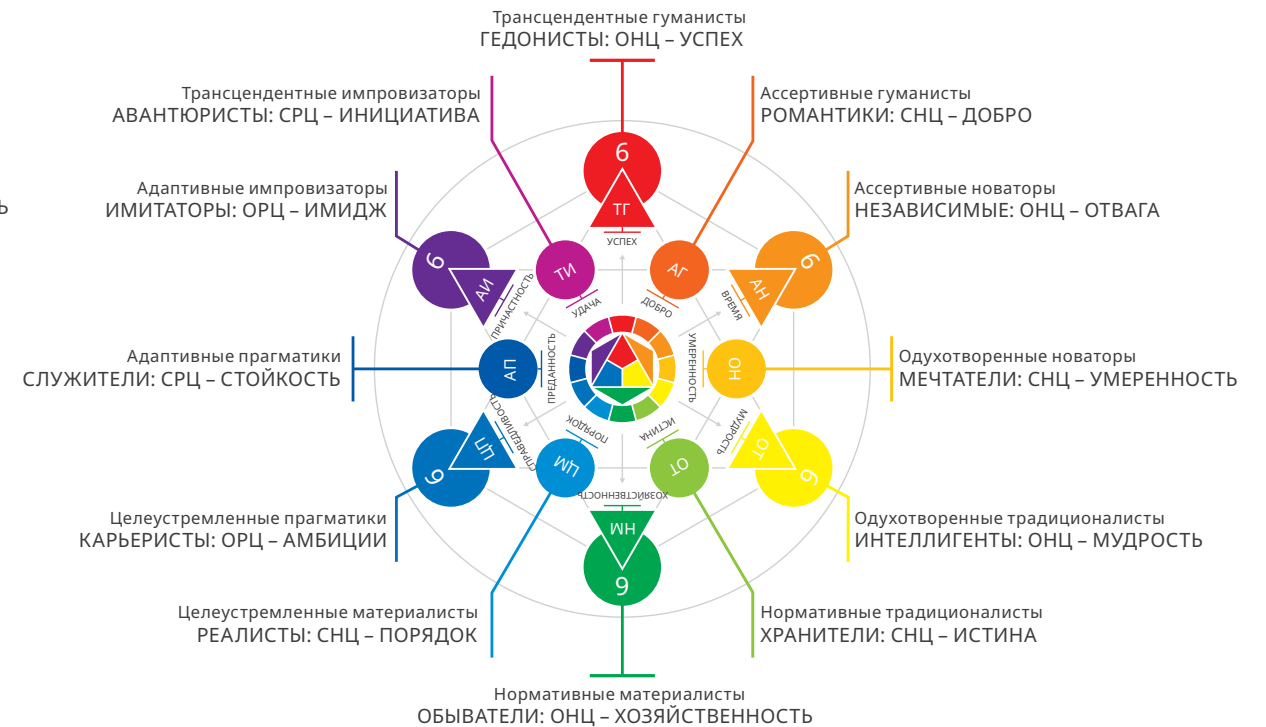 Трансцендентные гуманисты
ГЕДОНИСТЫ: ОНЦ – УСПЕХ
Трансцендентные импровизаторы
АВАНТЮРИСТЫ: СРЦ – ИНИЦИАТИВА
Ассертивные гуманисты
РОМАНТИКИ: СНЦ – ДОБРО
Адаптивные импровизаторы
ИМИТАТОРЫ: ОРЦ – ИМИДЖ
Ассертивные новаторы
НЕЗАВИСИМЫЕ: ОНЦ – ОТВАГА
Ь
6
ТГ
УСПЕХ
6
АИ
ПРИЧАСТНОСТЬ
ТИ
УДАЧА
АГ
ДОБРО
6
АН
ВРЕМЯ
Адаптивные прагматики
СЛУЖИТЕЛИ: СРЦ – СТОЙКОСТЬ
АП
ПРЕДАННОСТЬ
УМЕРЕННОСТЬ
ОН
Одухотворенные новаторы
МЕЧТАТЕЛИ: СНЦ – УМЕРЕННОСТЬ
6
ЦП
СПРАВЕДЛИВОСТЬ
ПОРЯДОК
ЦМ
ИСТИНА
ОТ
МУДРОСТЬ
ОТ
6
ХОЗЯЙСТВЕННОСТЬ
НМ
6
Целеустремленные прагматики
КАРЬЕРИСТЫ: ОРЦ – АМБИЦИИ
Одухотворенные традиционалисты
ИНТЕЛЛИГЕНТЫ: ОНЦ – МУДРОСТЬ
Целеустремленные материалисты
РЕАЛИСТЫ: СНЦ – ПОРЯДОК
Нормативные традиционалисты
ХРАНИТЕЛИ: СНЦ – ИСТИНА
Нормативные материалисты
ОБЫВАТЕЛИ: ОНЦ – ХОЗЯЙСТВЕННОСТЬ